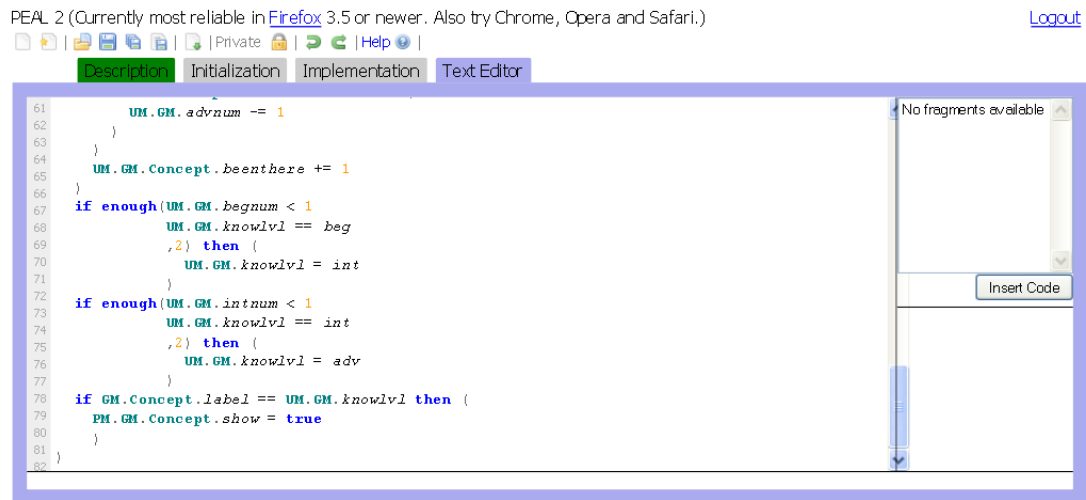 PEAL 2 (Currently most reliable in Firefox 3.5 or newer. Also try Chrome, Opera and Safari.) Logout
| | | Private | | Help |
Description Initialization Implementation Text Editor
61 UM.GM.advnum -= 1
62 )
63 )
64 UM.GM.Concept.beenthere += 1
65 )
66 if enough(UM.GM.begnum < 1
67 UM.GM.knowlvl == beg
68 ,2) then (
69 UM.GM.knowlvl = int
70 )
71 if enough(UM.GM.intnum < 1
72 UM.GM.knowlvl == int
73 ,2) then (
74 UM.GM.knowlvl = adv
75 )
76 if GM.Concept.label == UM.GM.knowlvl then (
77 PM.GM.Concept.show = true
78 )
79 )
80
81
82
No fragments available
Insert Code